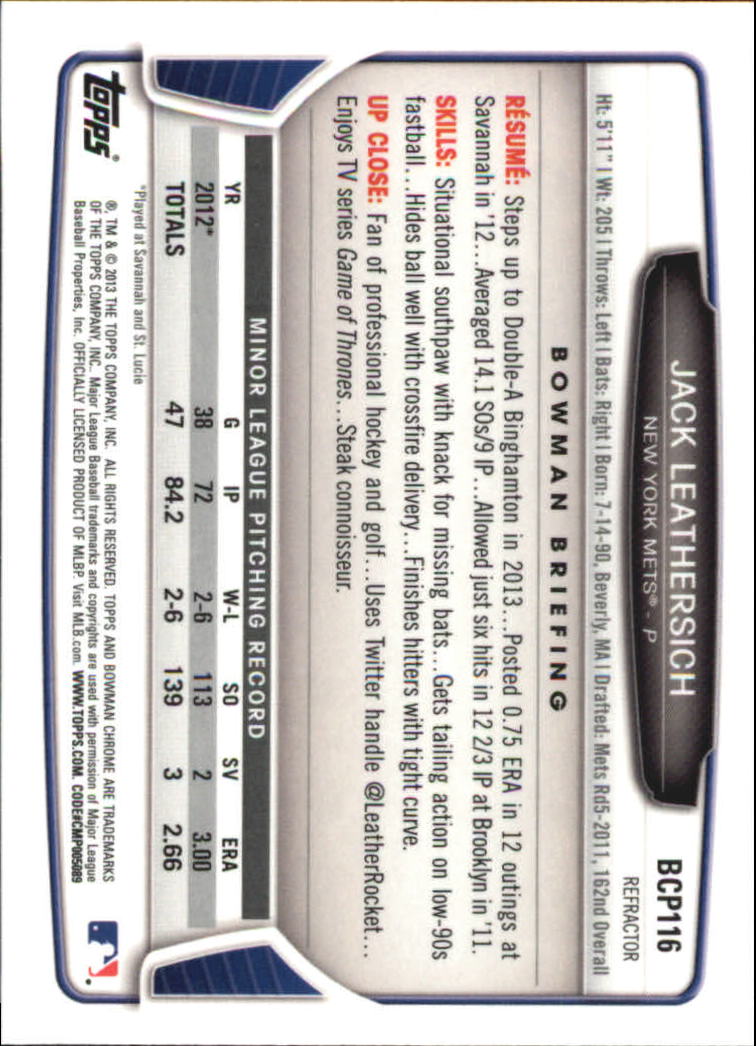 BCP116
REFRACTOR
JACK LEATHERSICH
NEW YORK METS® - P
Ht: 5'11" | Wt: 205 | Throws: Left | Bats: Right | Born: 7-14-90, Beverly, MA | Drafted: Mets Rd5-2011, 162nd Overall
BOWMAN BRIEFING
RÉSUMÉ: Steps up to Double-A Binghamton in 2013...Posted 0.75 ERA in 12 outings at
Savannah in '12...Averaged 14.1 SOs/9 IP...Allowed just six hits in 12 2/3 IP at Brooklyn in '11.
SKILLS: Situational southpaw with knack for missing bats...Gets tailing action on low-90s
fastball...Hides ball well with crossfire delivery...Finishes hitters with tight curve.
UP CLOSE: Fan of professional hockey and golf...Uses Twitter handle @LeatherRocket...
Enjoys TV series Game of Thrones...Steak connoisseur.
MINOR LEAGUE PITCHING RECORD
YR G IP W-L SO SV ERA
2012* 38 72 2-6 113 2 3.00
TOTALS 47 84.2 2-6 139 3 2.66
*Played at Savannah and St. Lucie
topps®
®, TM & © 2013 THE TOPPS COMPANY, INC. ALL RIGHTS RESERVED. TOPPS AND BOWMAN CHROME ARE TRADEMARKS
OF THE TOPPS COMPANY, INC. Major League Baseball trademarks and copyrights are used with permission of Major League
Baseball Properties, Inc. OFFICIALLY LICENSED PRODUCT OF MLBP. Visit MLB.com. WWW.TOPPS.COM. CODE#CMP005089